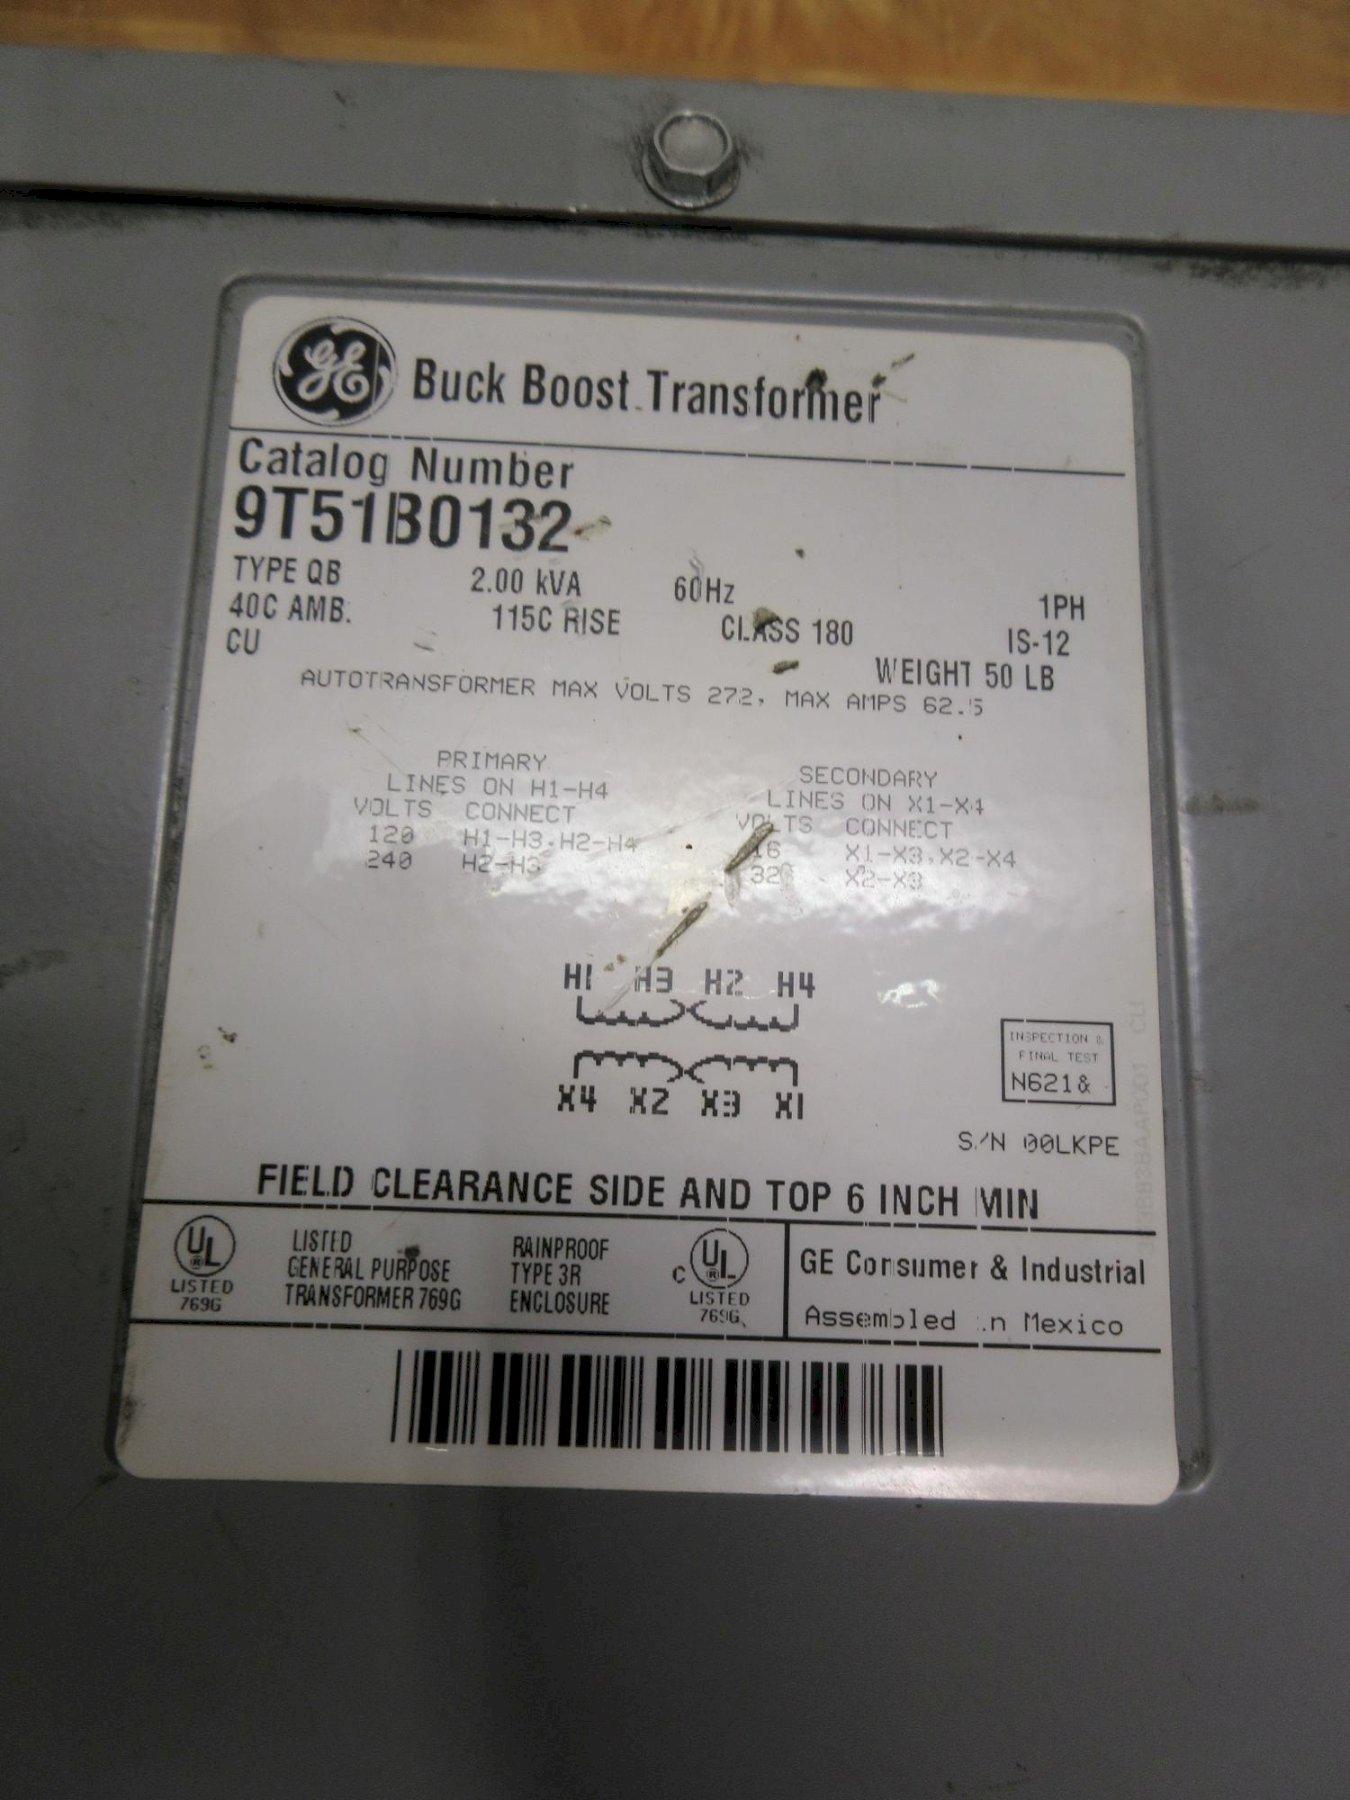 GE Buck Boost Transformer
Catalog Number
9T51B0132
TYPE QB 2.00 kVA 60Hz 1PH
40C AMB. 115C RISE CLASS 180 IS-12
CU WEIGHT 50 LB
AUTOTRANSFORMER MAX VOLTS 272, MAX AMPS 62.5
PRIMARY
LINES ON H1-H4
VOLTS CONNECT
120 H1-H3,H2-H4
240 H2-H3
SECONDARY
LINES ON X1-X4
VOLTS CONNECT
16 X1-X3,X2-X4
32 X2-X3
H1 H3 H2 H4
X4 X2 X3 X1
INSPECTION &
FINAL TEST
N621&
S/N 00LKPE
FIELD CLEARANCE SIDE AND TOP 6 INCH MIN
UL
LISTED
769G
LISTED
GENERAL PURPOSE
TRANSFORMER 769G
RAINPROOF
TYPE 3R
ENCLOSURE
C UL
LISTED
769G
GE Consumer & Industrial
Assembled in Mexico